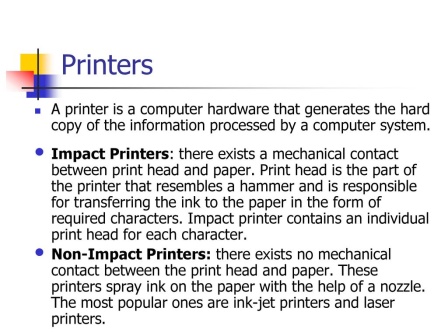 Printers
A printer is a computer hardware that generates the hard
copy of the information processed by a computer system.
Impact Printers: there exists a mechanical contact
between print head and paper. Print head is the part of
the printer that resembles a hammer and is responsible
for transferring the ink to the paper in the form of
required characters. Impact printer contains an individual
print head for each character.
Non-Impact Printers: there exists no mechanical
contact between the print head and paper. These
printers spray ink on the paper with the help of a nozzle.
The most popular ones are ink-jet printers and laser
printers.